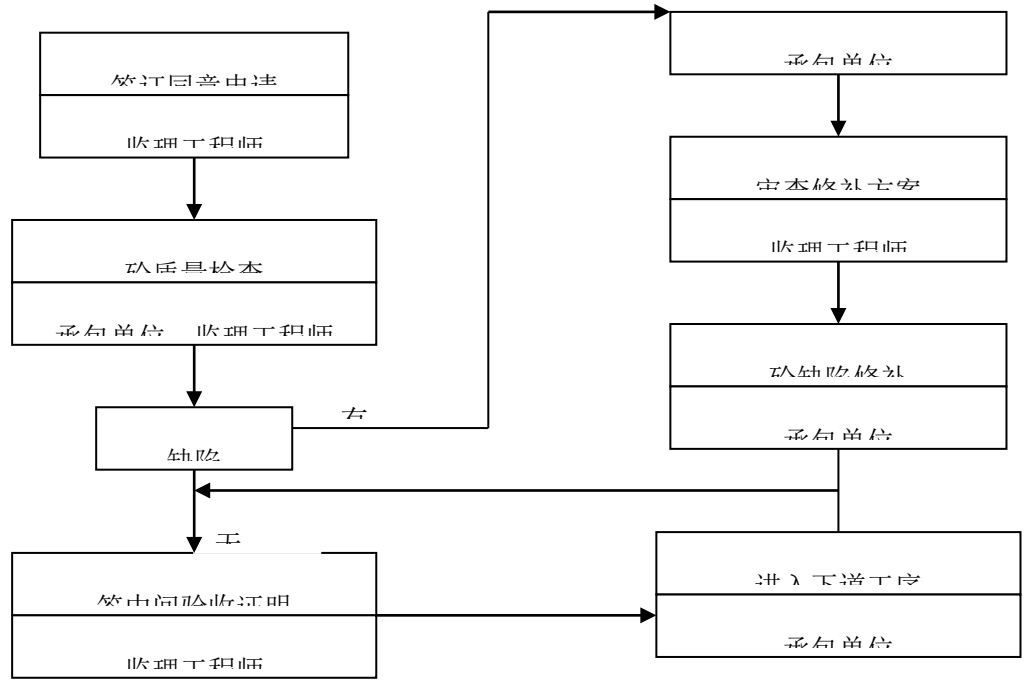 签订同意申请
监理工程师
砼质量检查
承包单位 监理工程师
缺陷
有
无
签中间验收证明
监理工程师
承包单位
审查修补方案
监理工程师
砼缺陷修补
承包单位
进入下道工序
承包单位